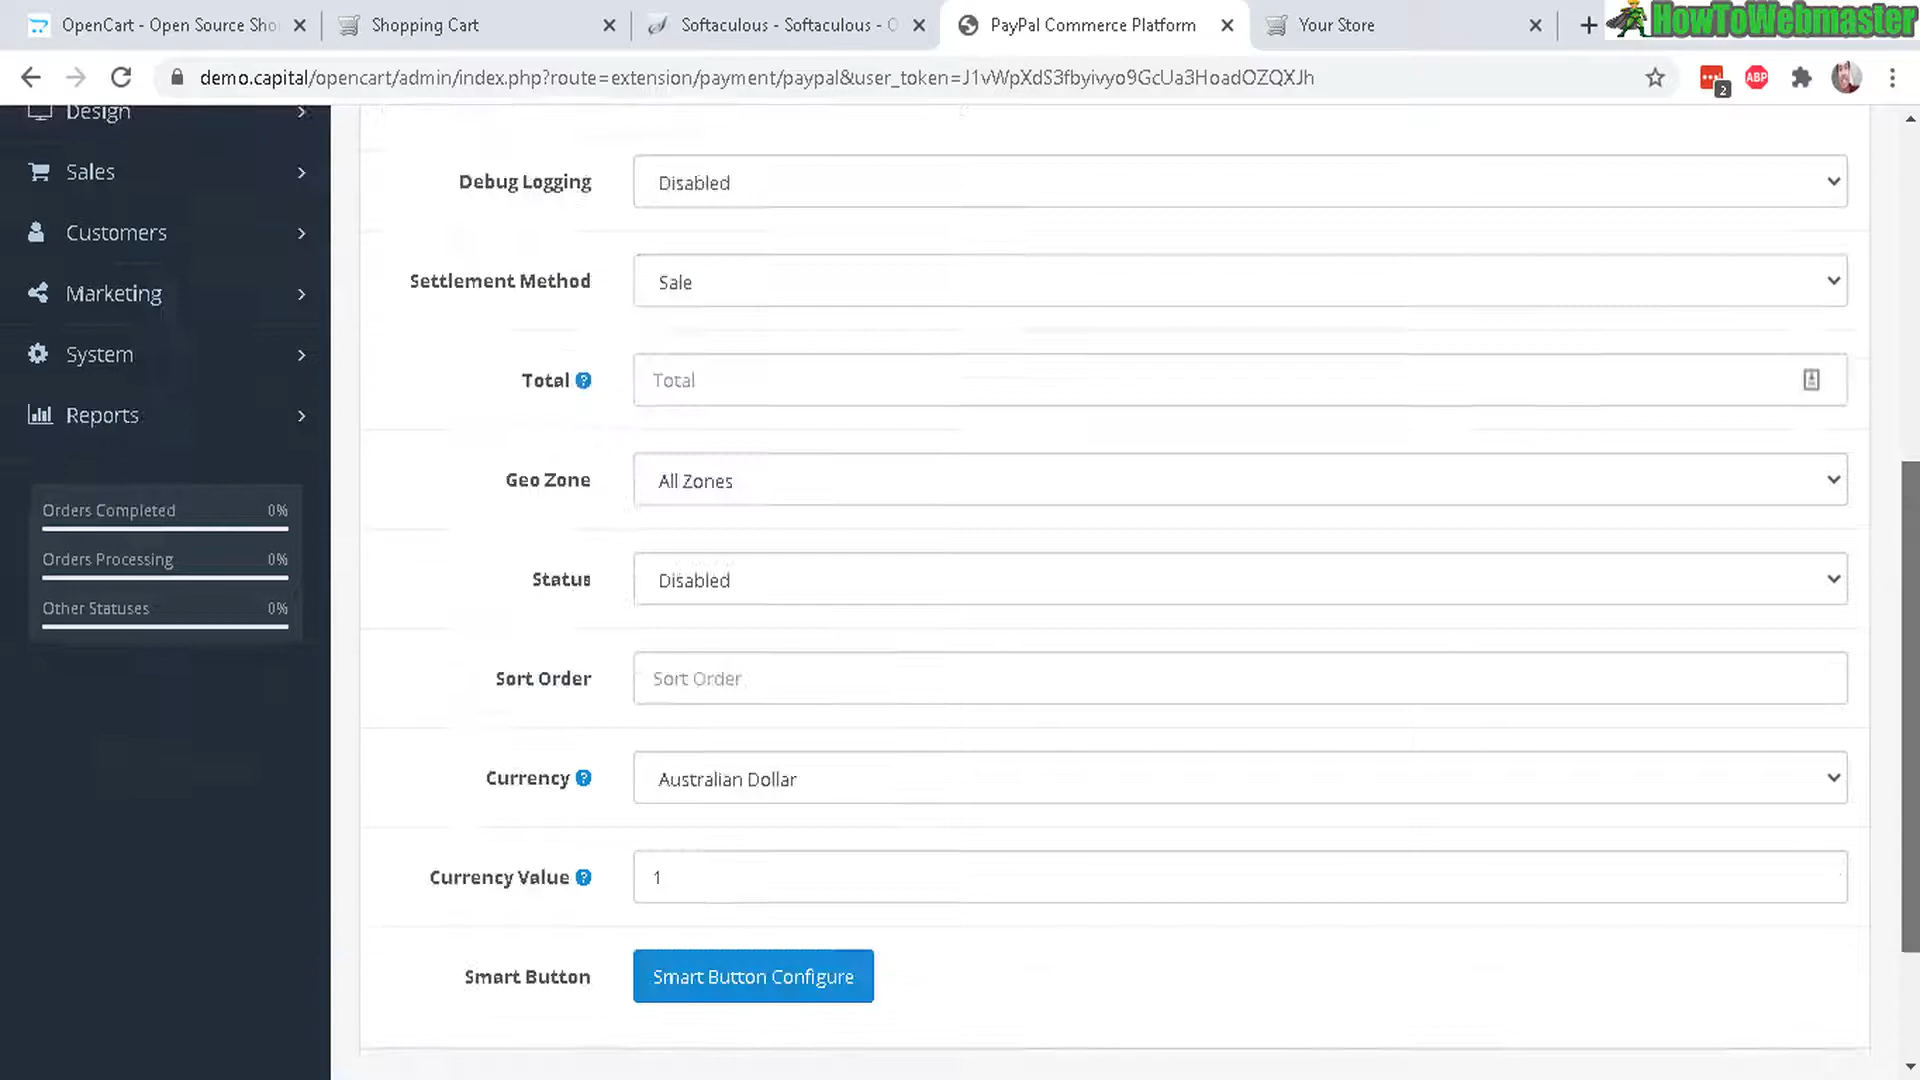 OpenCart - Open Source Sho
Shopping Cart
Softaculous - Softaculous - O
PayPal Commerce Platform
Your Store
HowToWebmaster
demo.capital/opencart/admin/index.php?route=extension/payment/paypal&user_token=J1vWpXdS3fbyivyo9GcUa3HoadOZQXJh
2
ABP
Design
Sales
Customers
Marketing
System
Reports
Orders Completed 0%
Orders Processing 0%
Other Statuses 0%
Debug Logging Disabled
Settlement Method Sale
Total ? Total
Geo Zone All Zones
Status Disabled
Sort Order Sort Order
Currency ? Australian Dollar
Currency Value ? 1
Smart Button Smart Button Configure